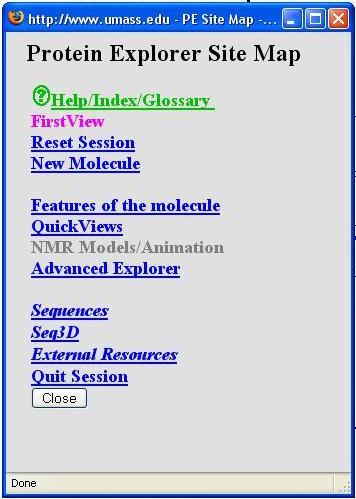 http://www.umass.edu - PE Site Map -...
Protein Explorer Site Map
Help/Index/Glossary
FirstView
Reset Session
New Molecule
Features of the molecule
QuickViews
NMR Models/Animation
Advanced Explorer
Sequences
Seq3D
External Resources
Quit Session
Close
Done